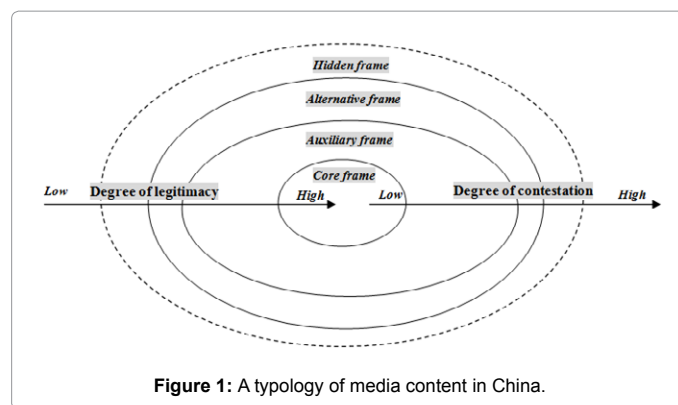 Hidden frame
Alternative frame
Auxiliary frame
Core frame
Low Degree of legitimacy High Low Degree of contestation High
Figure 1: A typology of media content in China.